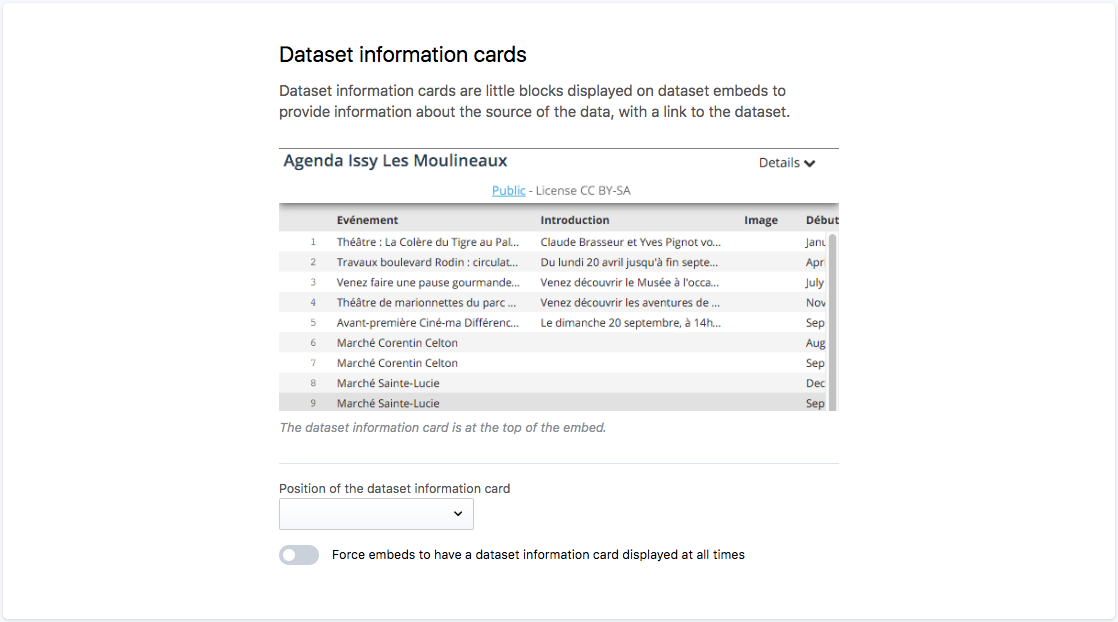 Dataset information cards
Dataset information cards are little blocks displayed on dataset embeds to
provide information about the source of the data, with a link to the dataset.
Agenda Issy Les Moulineaux Details
Public - License CC BY-SA
Evénement Introduction Image Début
1 Théâtre : La Colère du Tigre au Pal... Claude Brasseur et Yves Pignot vo... Janu
2 Travaux boulevard Rodin : circulat... Du lundi 20 avril jusqu'à fin septe... Apri
3 Venez faire une pause gourmande... Venez découvrir le Musée à l'occa... July
4 Théâtre de marionnettes du parc ... Venez découvrir les aventures de ... Nov
5 Avant-première Ciné-ma Différenc... Le dimanche 20 septembre, à 14h... Sep
6 Marché Corentin Celton Aug
7 Marché Corentin Celton Sep
8 Marché Sainte-Lucie Dec
9 Marché Sainte-Lucie Sep
The dataset information card is at the top of the embed.
Position of the dataset information card
Force embeds to have a dataset information card displayed at all times